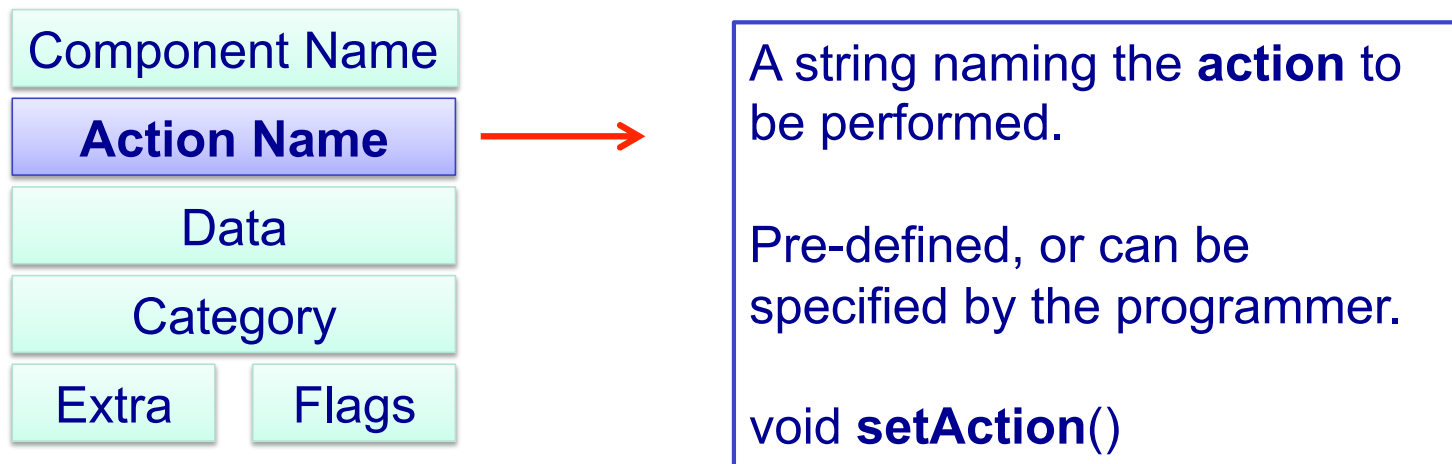 Component Name
Action Name
Data
Category
Extra Flags
A string naming the action to
be performed.
Pre-defined, or can be
specified by the programmer.
void setAction()